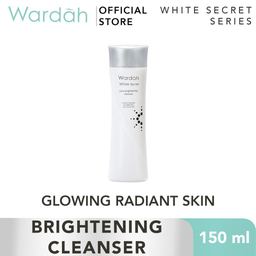 Wardah
OFFICIAL
STORE
WHITE SECRET
SERIES
Wardah
White Secret
GLOWING RADIANT SKIN
BRIGHTENING
CLEANSER
150 ml